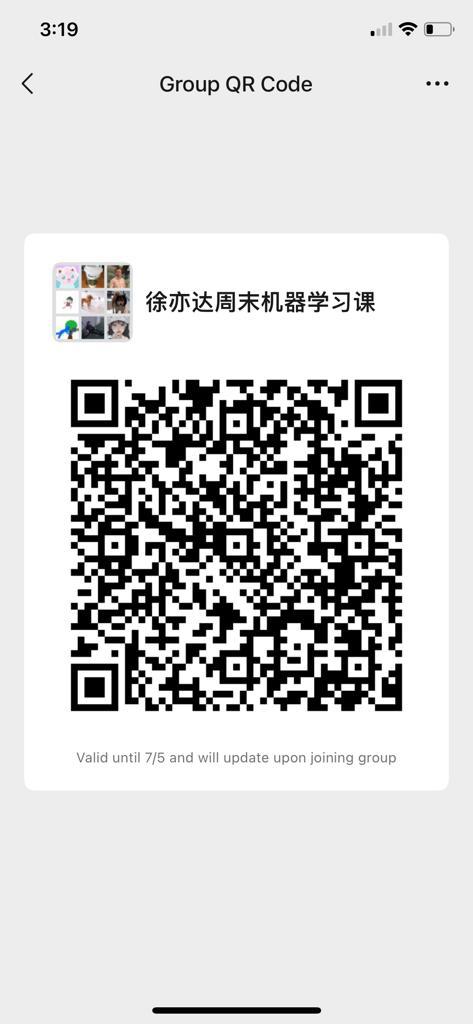 3:19
Group QR Code
徐亦达周末机器学习课
Valid until 7/5 and will update upon joining group